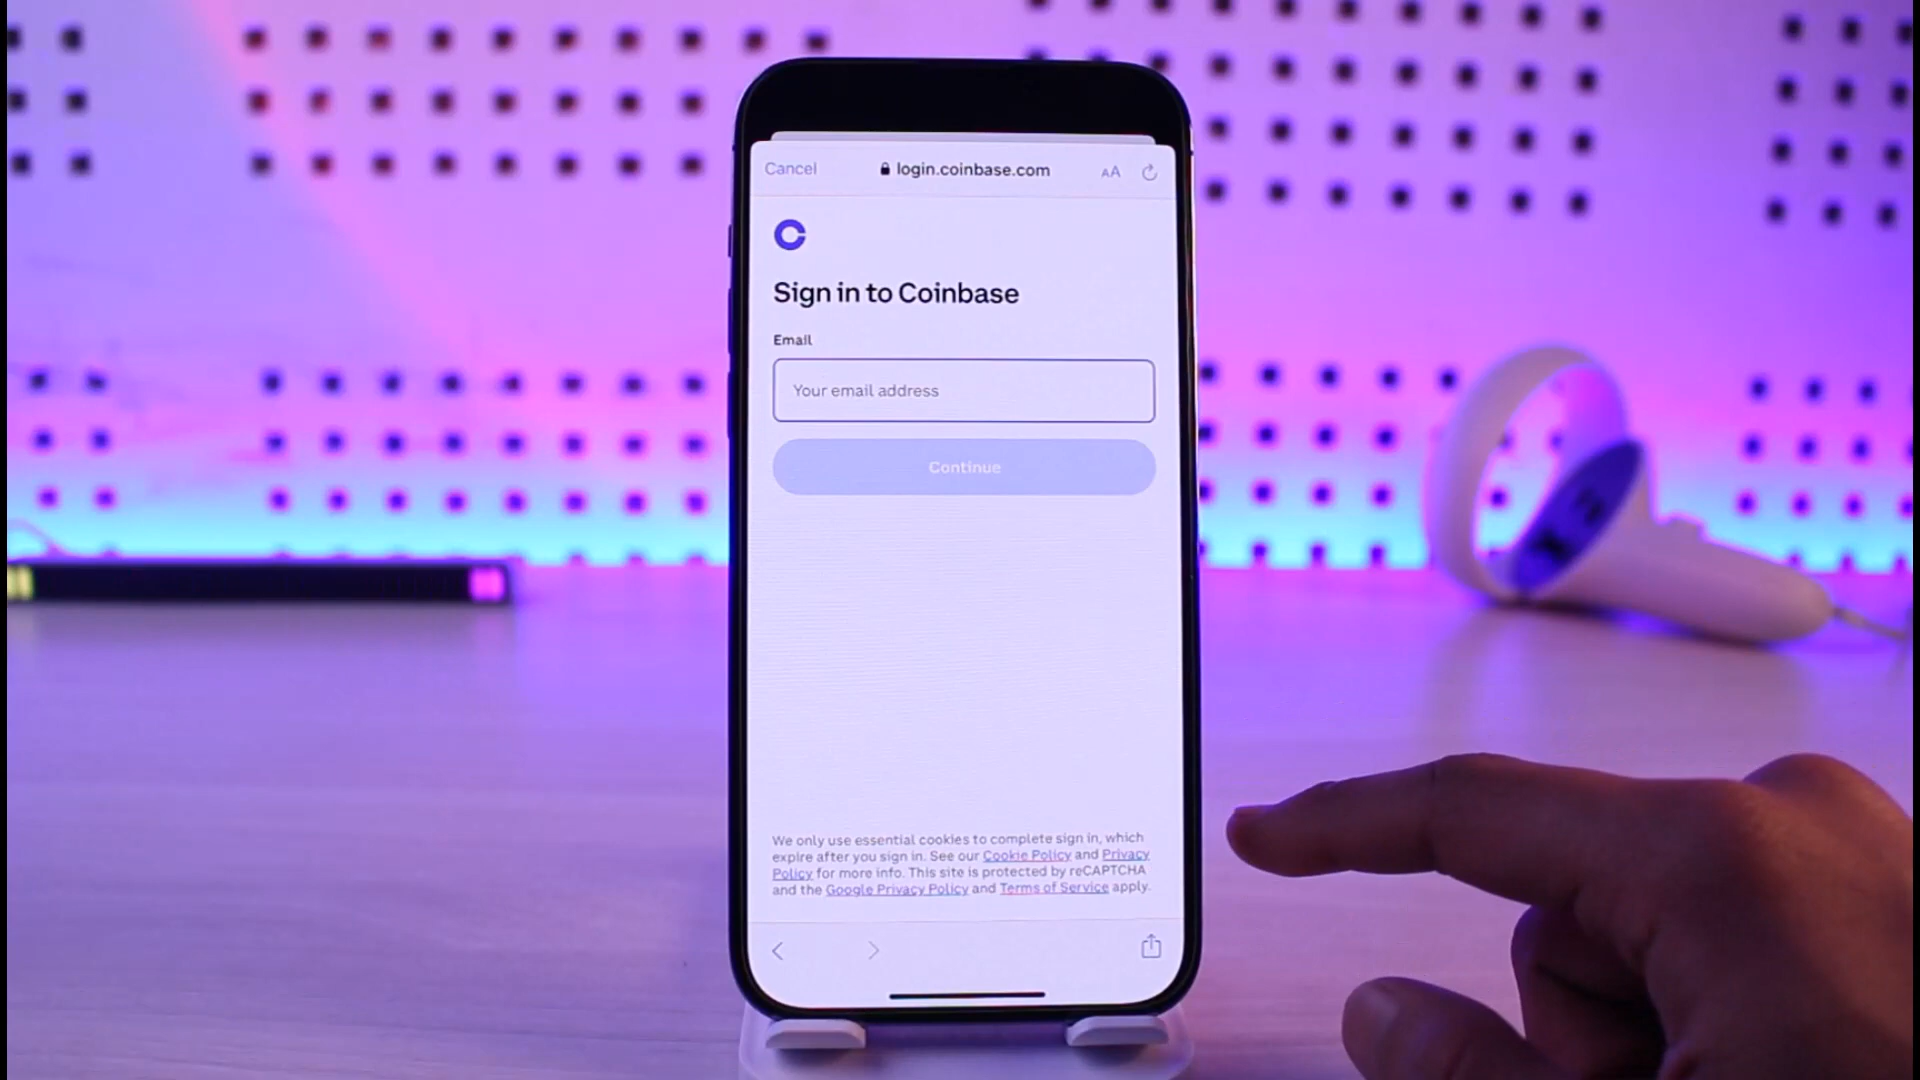 Cancel
login.coinbase.com
AA
Sign in to Coinbase
Email
Your email address
Continue
We only use essential cookies to complete sign in, which
expire after you sign in. See our Cookie Policy and Privacy
Policy for more info. This site is protected by reCAPTCHA
and the Google Privacy Policy and Terms of Service apply.